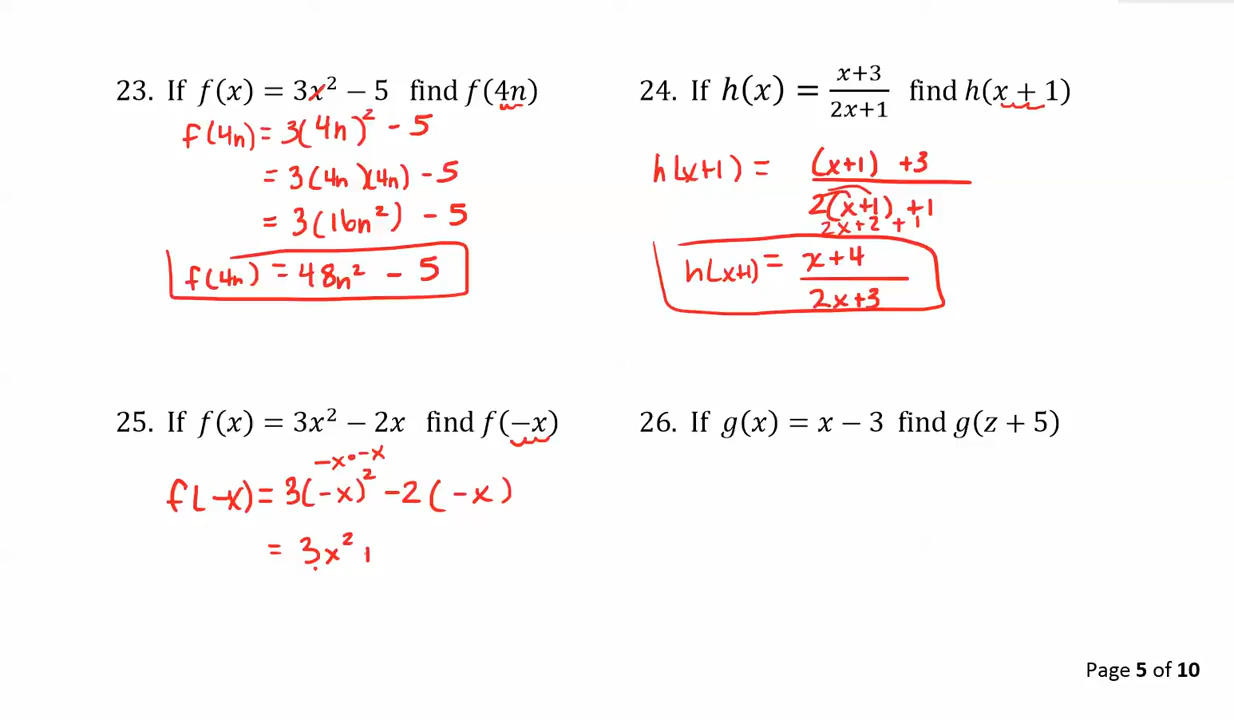 23. If f(x) = 3x² − 5 find f(4n)
f(4n) = 3(4n)² - 5
= 3(4n)(4n) - 5
= 3(16n²) - 5
f(4n) = 48n² - 5
24. If h(x) = x+3 / 2x+1 find h(x + 1)
h(x+1) = (x+1) +3 / 2(x+1) +1
2x+2 + 1
h(x+1) = x+4 / 2x+3
25. If f(x) = 3x² − 2x find f(−x)
-x • -x
f(-x) = 3(-x)² - 2(-x)
= 3x²
26. If g(x) = x − 3 find g(z + 5)
Page 5 of 10